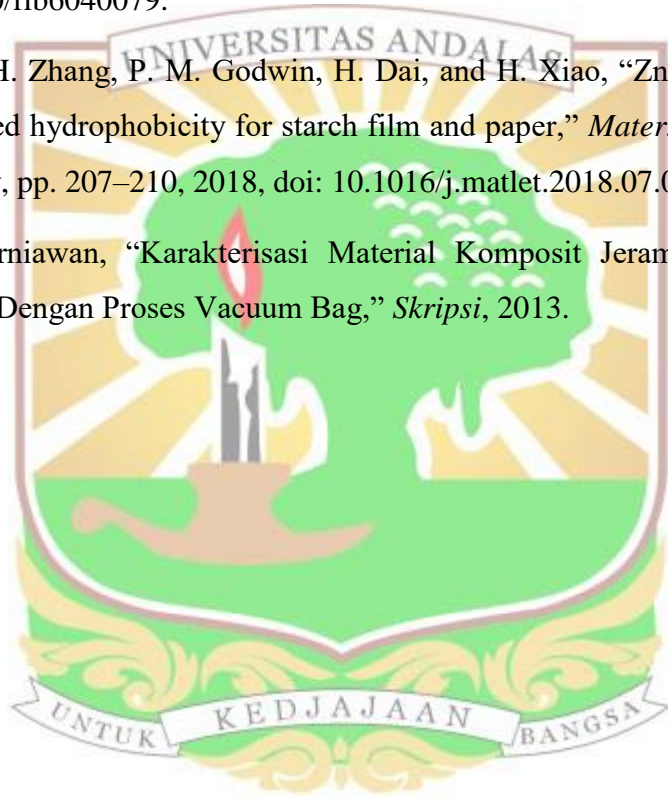 0/fib6040079.
UNIVERSITAS ANDALAS
H. Zhang, P. M. Godwin, H. Dai, and H. Xiao, “Zn
ed hydrophobicity for starch film and paper,” Mater.
, pp. 207–210, 2018, doi: 10.1016/j.matlet.2018.07.0
rniawan, “Karakterisasi Material Komposit Jeram
Dengan Proses Vacuum Bag,” Skripsi, 2013.
UNTUK KEDJAJAAN BANGSA